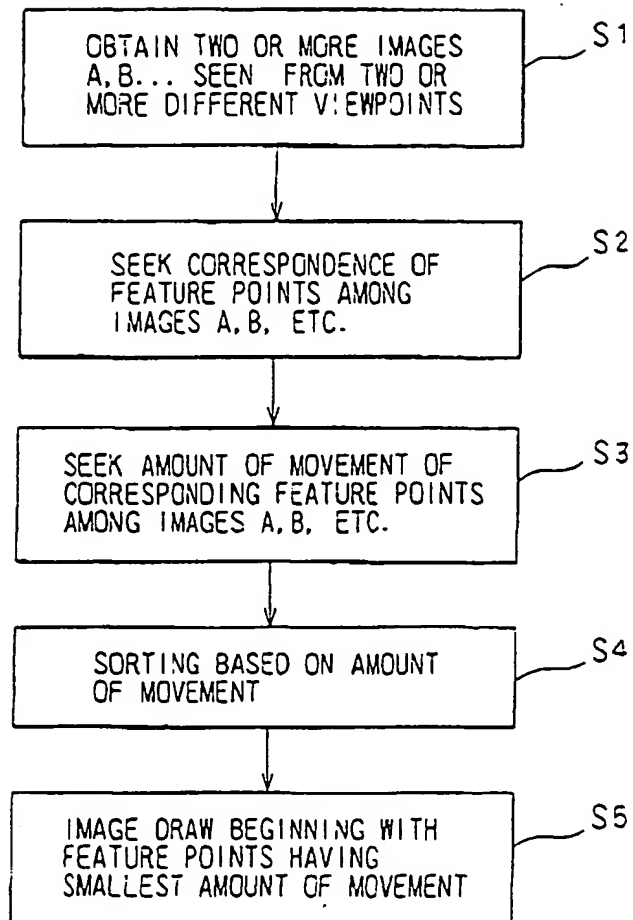 OBTAIN TWO OR MORE IMAGES
A,B... SEEN FROM TWO OR
MORE DIFFERENT VIEWPOINTS
S1
SEEK CORRESPONDENCE OF
FEATURE POINTS AMONG
IMAGES A,B, ETC.
S2
SEEK AMOUNT OF MOVEMENT OF
CORRESPONDING FEATURE POINTS
AMONG IMAGES A,B, ETC.
S3
SORTING BASED ON AMOUNT
OF MOVEMENT
S4
IMAGE DRAW BEGINNING WITH
FEATURE POINTS HAVING
SMALLEST AMOUNT OF MOVEMENT
S5